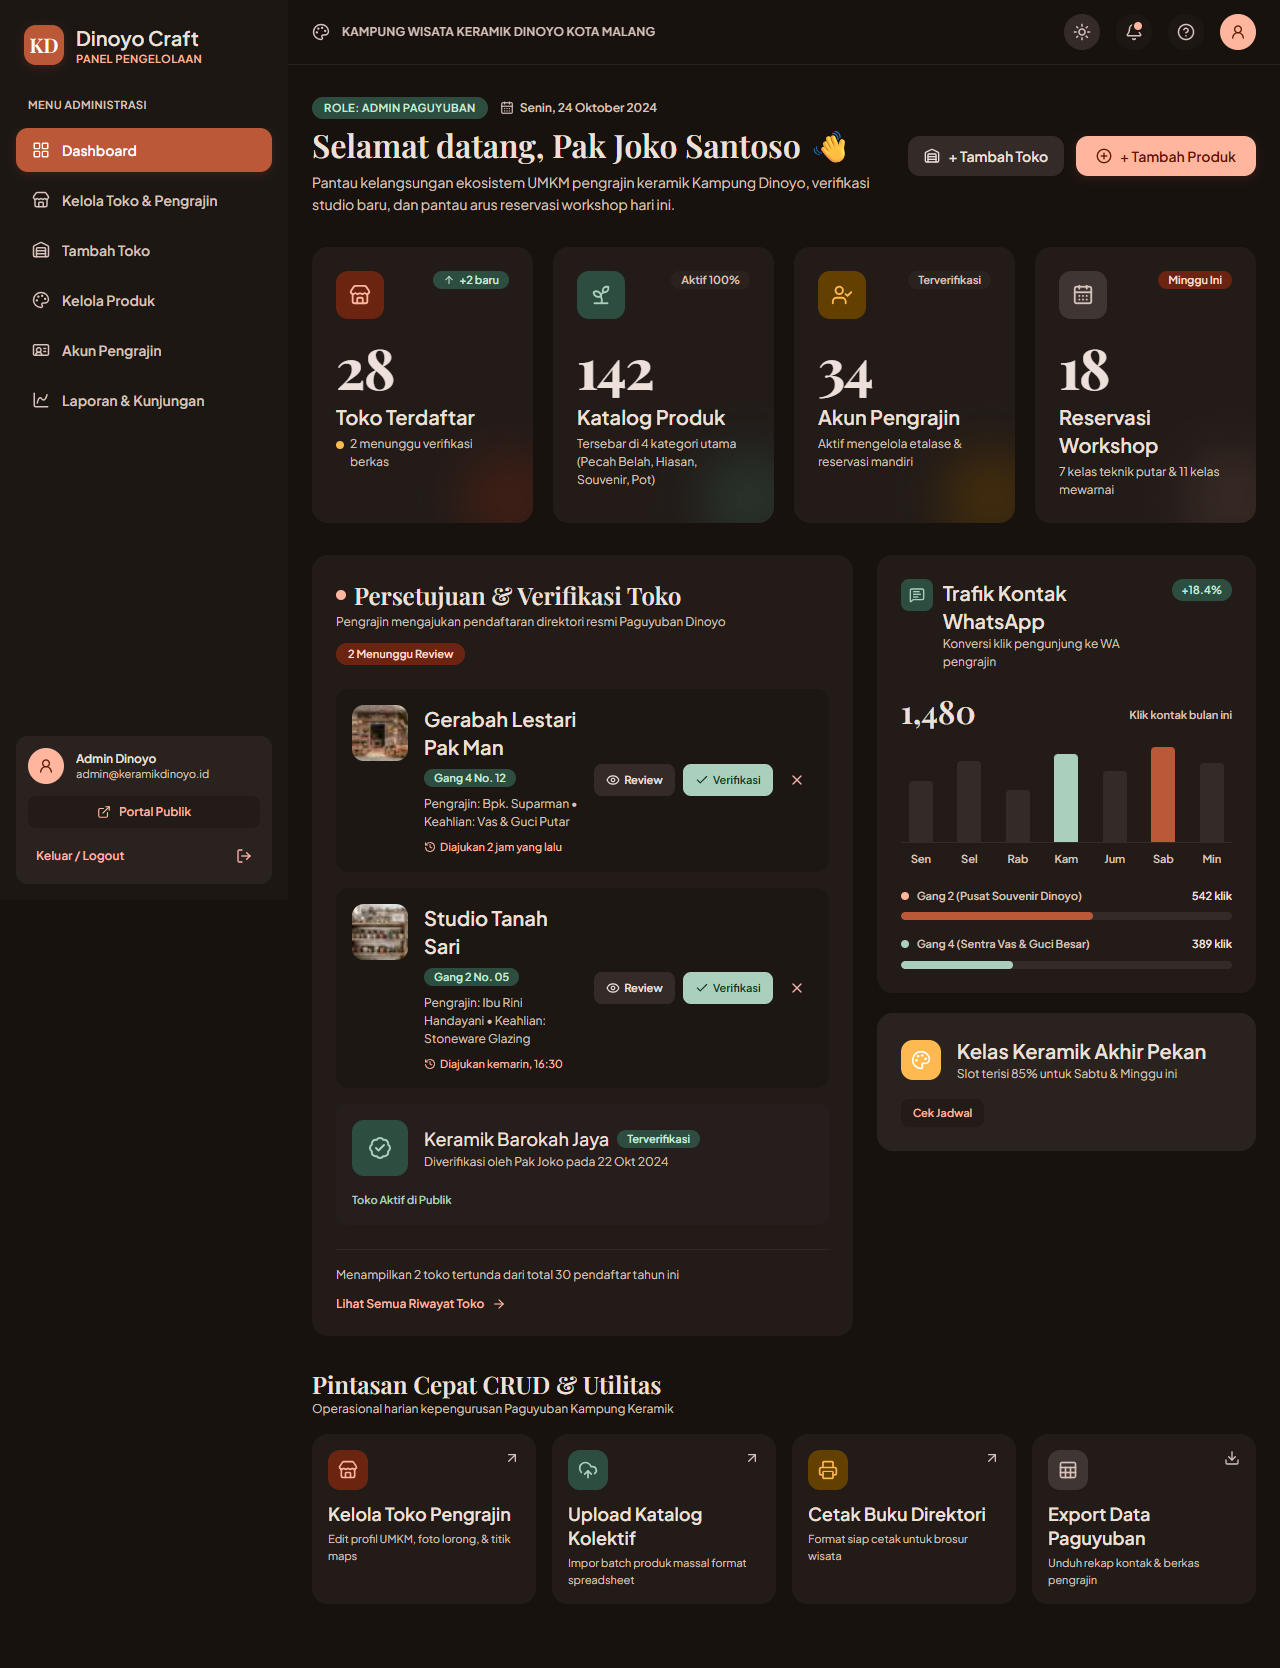 KD
Dinoyo Craft
PANEL PENGELOLAAN
MENU ADMINISTRASI
Dashboard
Kelola Toko & Pengrajin
Tambah Toko
Kelola Produk
Akun Pengrajin
Laporan & Kunjungan
Admin Dinoyo
admin@keramikdinoyo.id
Portal Publik
Keluar / Logout
KAMPUNG WISATA KERAMIK DINOYO KOTA MALANG
ROLE: ADMIN PAGUYUBAN
Senin, 24 Oktober 2024
Selamat datang, Pak Joko Santoso 👋
Pantau kelangsungan ekosistem UMKM pengrajin keramik Kampung Dinoyo, verifikasi
studio baru, dan pantau arus reservasi workshop hari ini.
+ Tambah Toko
+ Tambah Produk
+2 baru
28
Toko Terdaftar
2 menunggu verifikasi
berkas
Aktif 100%
142
Katalog Produk
Tersebar di 4 kategori utama
(Pecah Belah, Hiasan,
Souvenir, Pot)
Terverifikasi
34
Akun Pengrajin
Aktif mengelola etalase &
reservasi mandiri
Minggu Ini
18
Reservasi
Workshop
7 kelas teknik putar & 11 kelas
mewarnai
Persetujuan & Verifikasi Toko
Pengrajin mengajukan pendaftaran direktori resmi Paguyuban Dinoyo
2 Menunggu Review
Gerabah Lestari
Pak Man
Gang 4 No. 12
Pengrajin: Bpk. Suparman •
Keahlian: Vas & Guci Putar
Diajukan 2 jam yang lalu
Review
Verifikasi
Studio Tanah
Sari
Gang 2 No. 05
Pengrajin: Ibu Rini
Handayani • Keahlian:
Stoneware Glazing
Diajukan kemarin, 16:30
Review
Verifikasi
Keramik Barokah Jaya
Terverifikasi
Diverifikasi oleh Pak Joko pada 22 Okt 2024
Toko Aktif di Publik
Menampilkan 2 toko tertunda dari total 30 pendaftar tahun ini
Lihat Semua Riwayat Toko
Trafik Kontak
WhatsApp
+18.4%
Konversi klik pengunjung ke WA
pengrajin
1,480
Klik kontak bulan ini
Sen
Sel
Rab
Kam
Jum
Sab
Min
Gang 2 (Pusat Souvenir Dinoyo)
542 klik
Gang 4 (Sentra Vas & Guci Besar)
389 klik
Kelas Keramik Akhir Pekan
Slot terisi 85% untuk Sabtu & Minggu ini
Cek Jadwal
Pintasan Cepat CRUD & Utilitas
Operasional harian kepengurusan Paguyuban Kampung Keramik
Kelola Toko Pengrajin
Edit profil UMKM, foto lorong, & titik
maps
Upload Katalog
Kolektif
Impor batch produk massal format
spreadsheet
Cetak Buku Direktori
Format siap cetak untuk brosur
wisata
Export Data
Paguyuban
Unduh rekap kontak & berkas
pengrajin